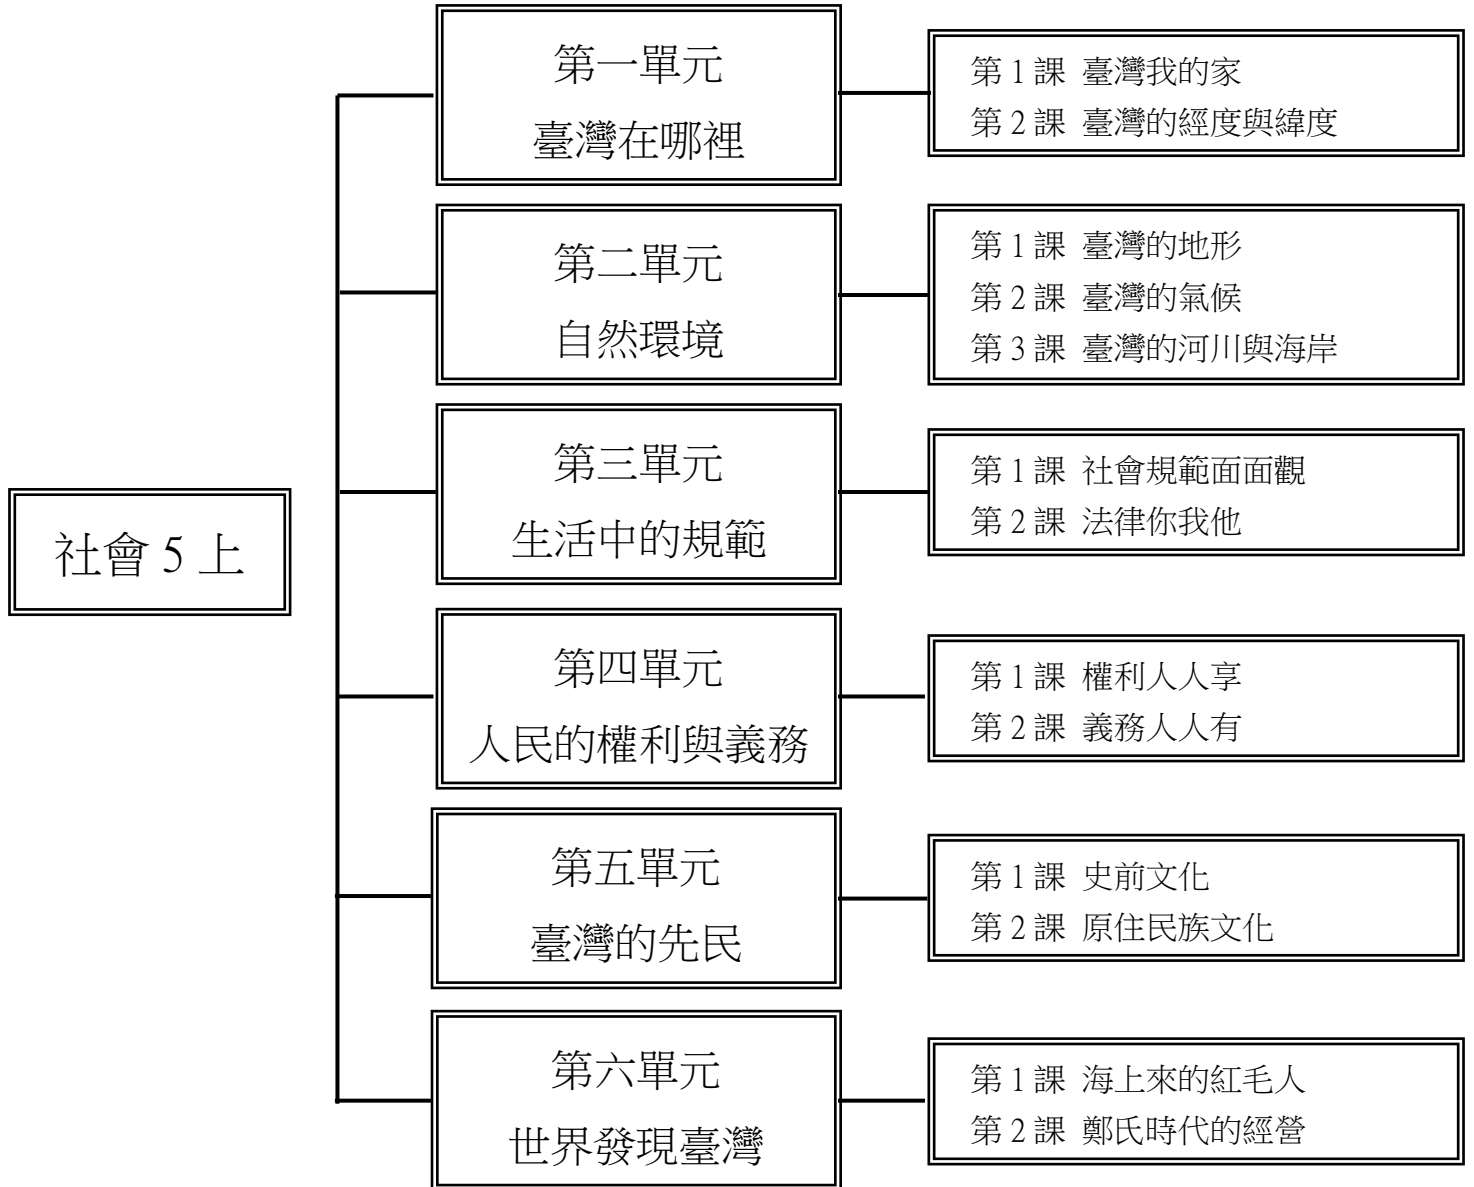 社會 5 上
第一單元
臺灣在哪裡
第 1 課 臺灣我的家
第 2 課 臺灣的經度與緯度
第二單元
自然環境
第 1 課 臺灣的地形
第 2 課 臺灣的氣候
第 3 課 臺灣的河川與海岸
第三單元
生活中的規範
第 1 課 社會規範面面觀
第 2 課 法律你我他
第四單元
人民的權利與義務
第 1 課 權利人人享
第 2 課 義務人人有
第五單元
臺灣的先民
第 1 課 史前文化
第 2 課 原住民族文化
第六單元
世界發現臺灣
第 1 課 海上來的紅毛人
第 2 課 鄭氏時代的經營